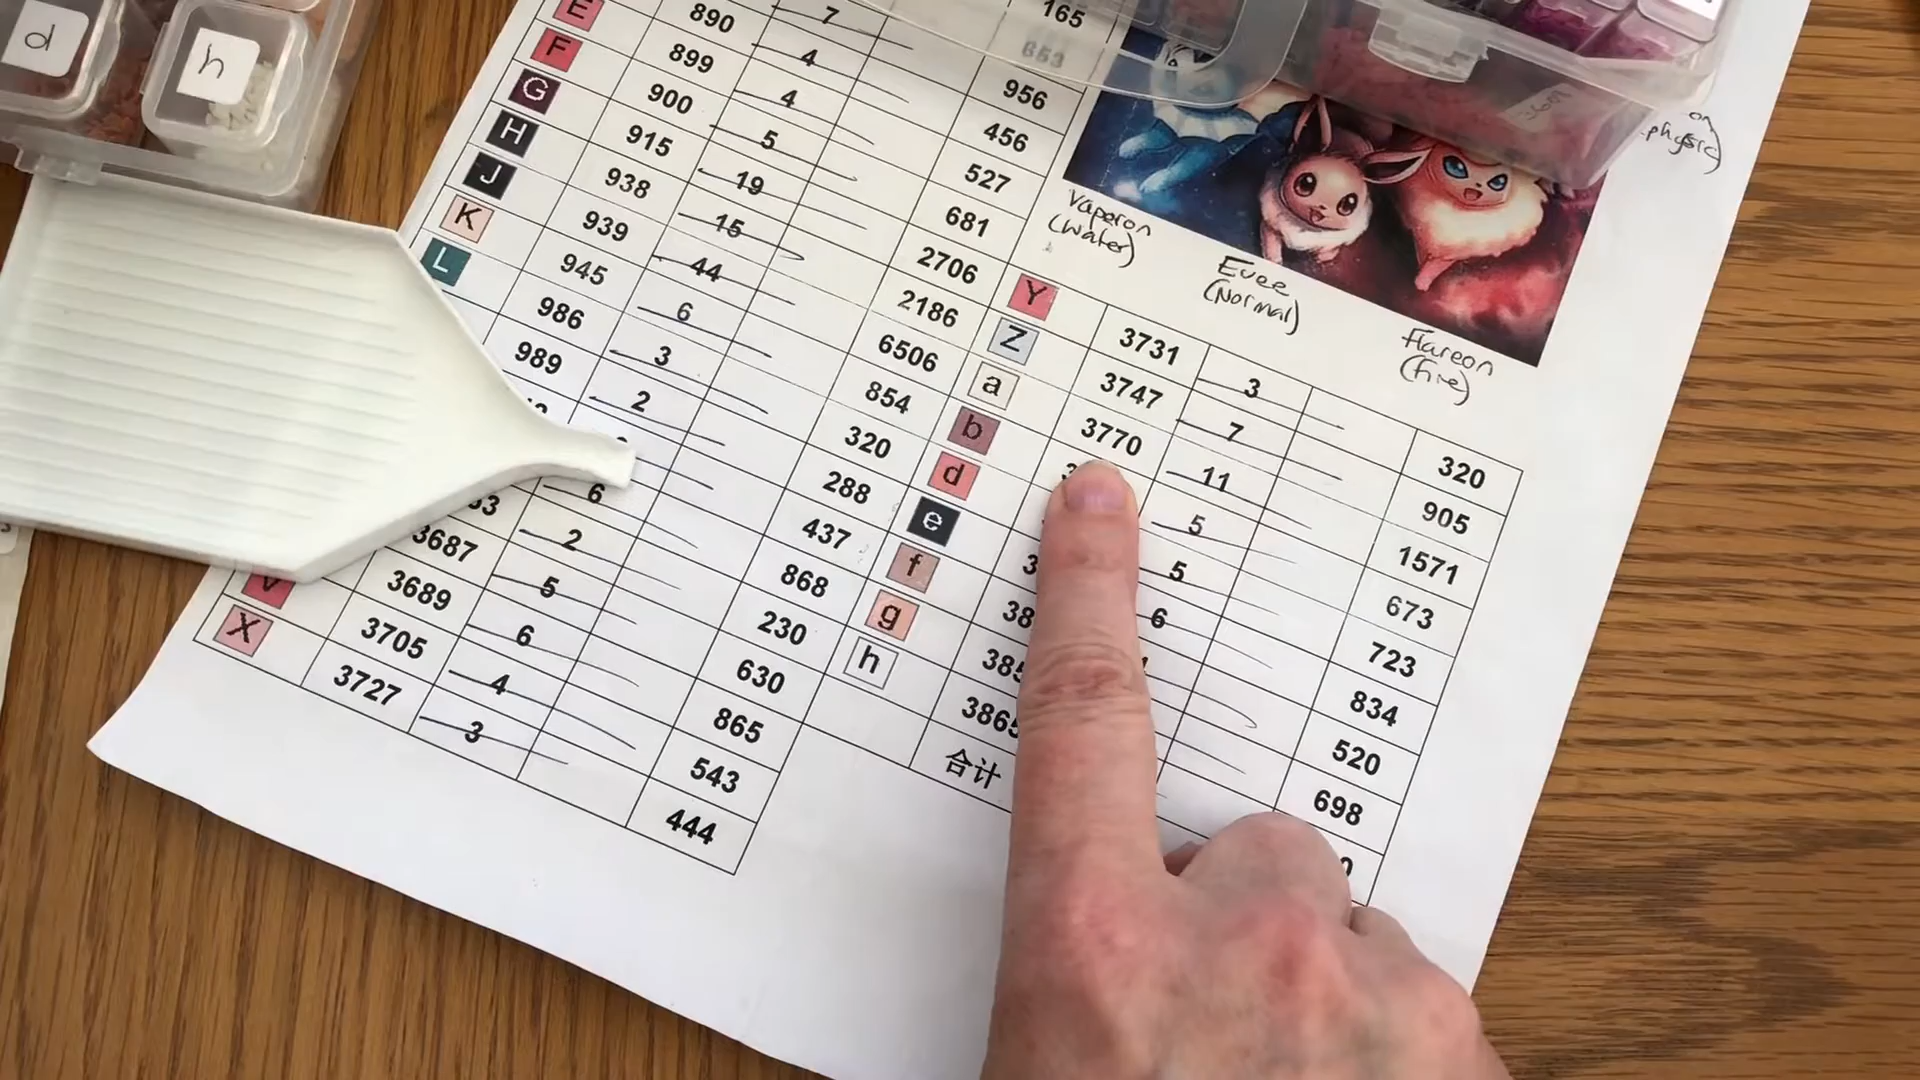 d
h
165
653
7 956
890 4 456
E 899 4 527
F 900 5 681
G 915 19 2706
H 938 15 2186
J 939 44 6506
K 945 6 854
L 986 3 320
989 2 288
437
6 868
2 230
3687 5 630
3689 6 865
V 3705 4 543
X 3727 3 444
Vaperon
(Water)
Evee
(Normal)
Flareon
(Fire)
Y 3731 3 320
Z 3747 7 905
a 3770 11 1571
b 5 673
d 5 723
e 6 834
f 520
g 698
h 3865
合计